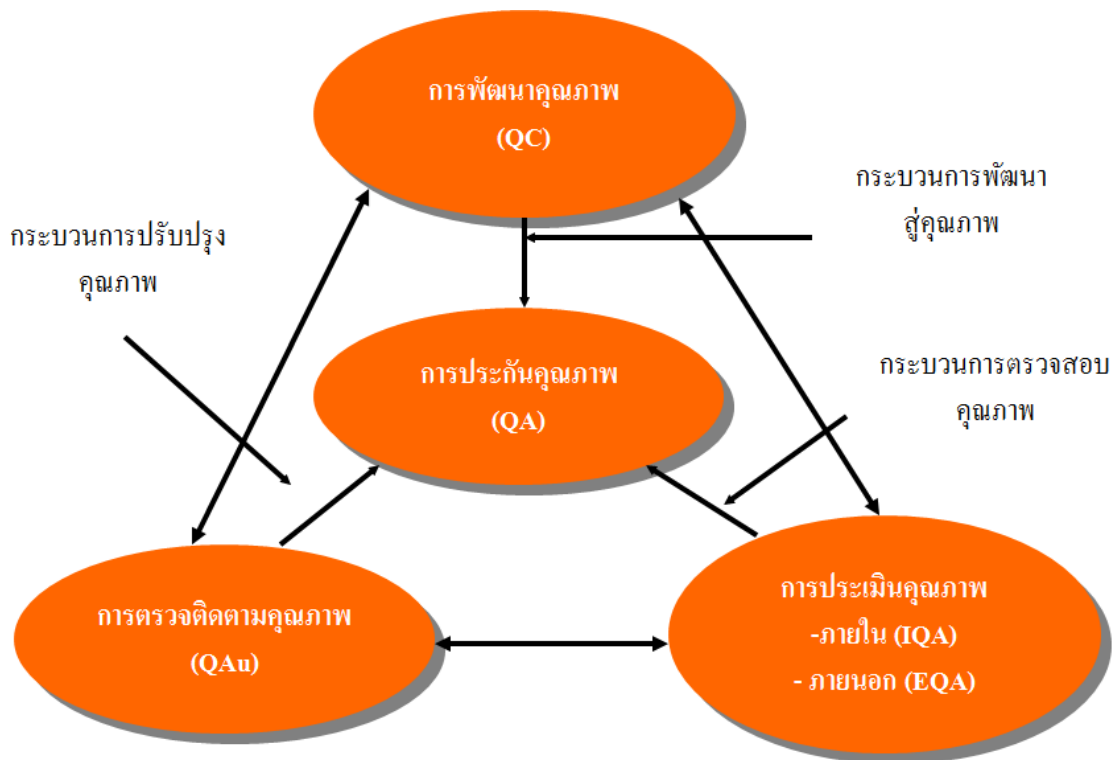 การพัฒนาคุณภาพ
(QC)
กระบวนการพัฒนา
สู่คุณภาพ
กระบวนการปรับปรุง
คุณภาพ
การประกันคุณภาพ
(QA)
กระบวนการตรวจสอบ
คุณภาพ
การตรวจติดตามคุณภาพ
(QAu)
การประเมินคุณภาพ
-ภายใน (IQA)
- ภายนอก (EQA)